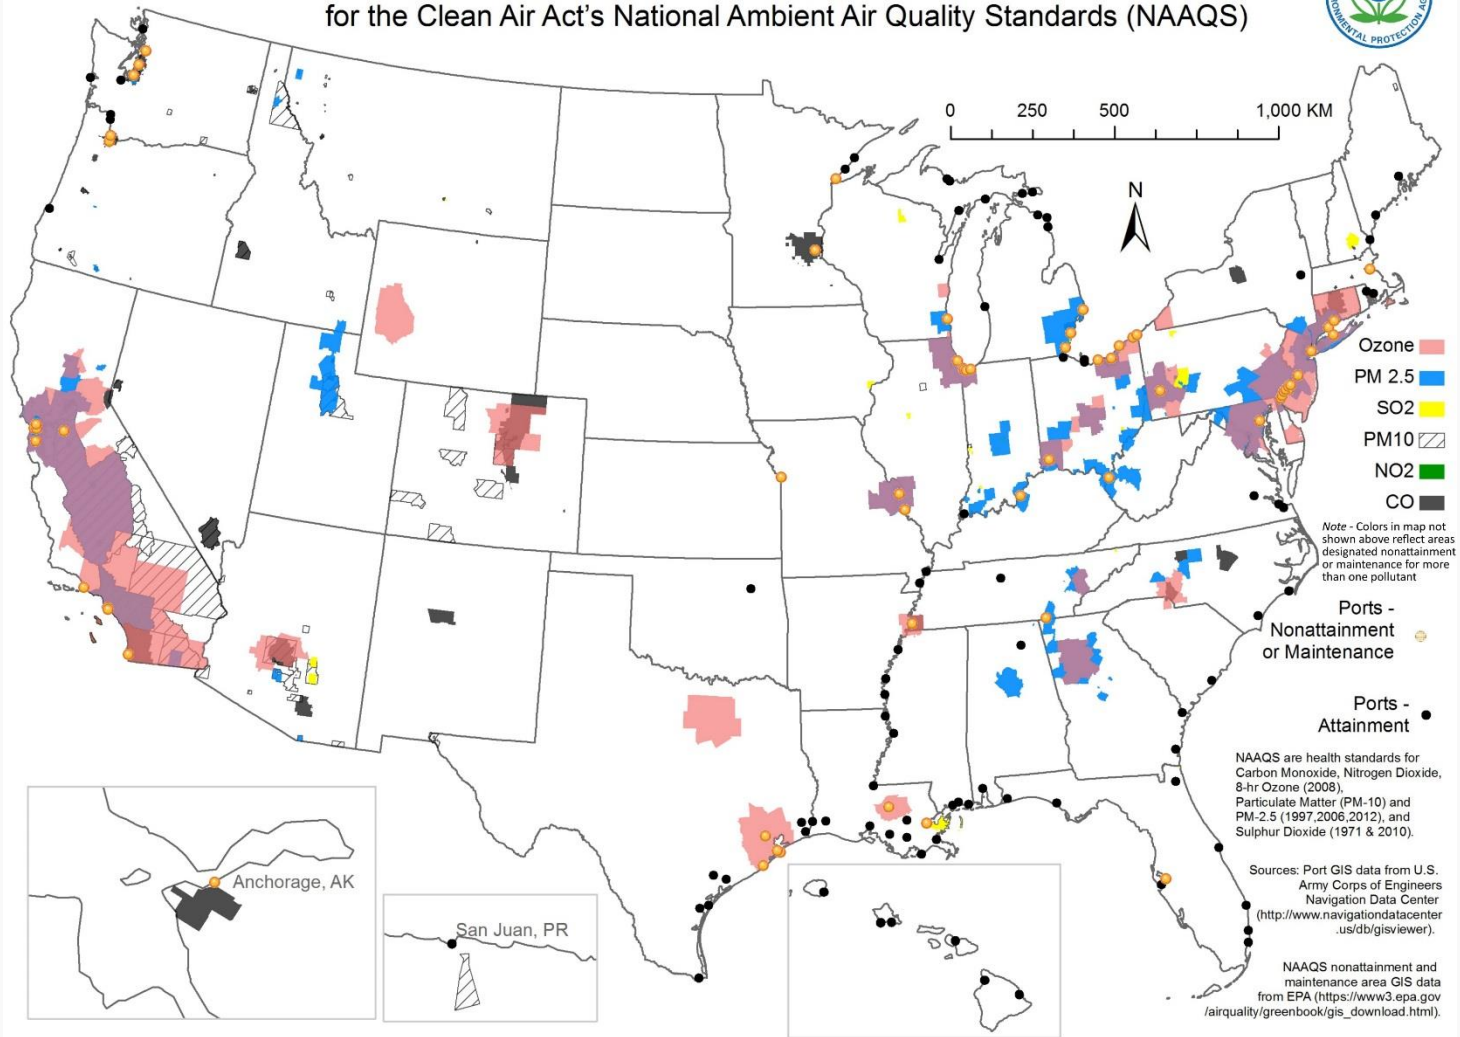 for the Clean Air Act's National Ambient Air Quality Standards (NAAQS)
ONMENTAL PROTECTION AG
0 250 500 1,000 KM
N
Ozone
PM 2.5
SO2
PM10
NO2
CO
Note - Colors in map not
shown above reflect areas
designated nonattainment
or maintenance for more
than one pollutant
Ports -
Nonattainment
or Maintenance
Ports -
Attainment
NAAQS are health standards for
Carbon Monoxide, Nitrogen Dioxide,
8-hr Ozone (2008),
Particulate Matter (PM-10) and
PM-2.5 (1997,2006,2012), and
Sulphur Dioxide (1971 & 2010).
Sources: Port GIS data from U.S.
Army Corps of Engineers
Navigation Data Center
(http://www.navigationdatacenter
.us/db/gisviewer).
NAAQS nonattainment and
maintenance area GIS data
from EPA (https://www3.epa.gov
/airquality/greenbook/gis_download.html).
Anchorage, AK
San Juan, PR